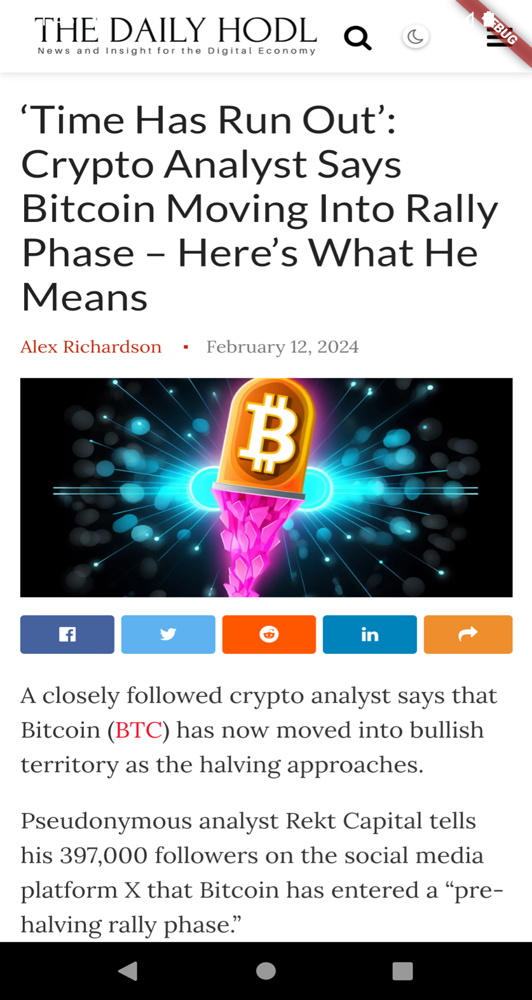 THE DAILY HODL
News and Insight for the Digital Economy
‘Time Has Run Out’:
Crypto Analyst Says
Bitcoin Moving Into Rally
Phase – Here’s What He
Means
Alex Richardson ▪ February 12, 2024
A closely followed crypto analyst says that
Bitcoin (BTC) has now moved into bullish
territory as the halving approaches.
Pseudonymous analyst Rekt Capital tells
his 397,000 followers on the social media
platform X that Bitcoin has entered a “pre-
halving rally phase.”